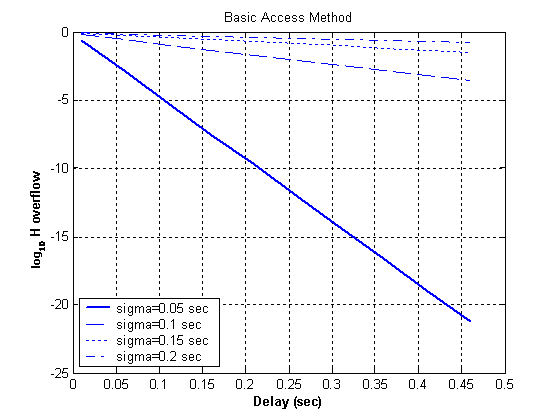 Basic Access Method
0
-5
-10
-15
-20
-25
log10 H overflow
sigma=0.05 sec
sigma=0.1 sec
sigma=0.15 sec
sigma=0.2 sec
0 0.05 0.1 0.15 0.2 0.25 0.3 0.35 0.4 0.45 0.5
Delay (sec)